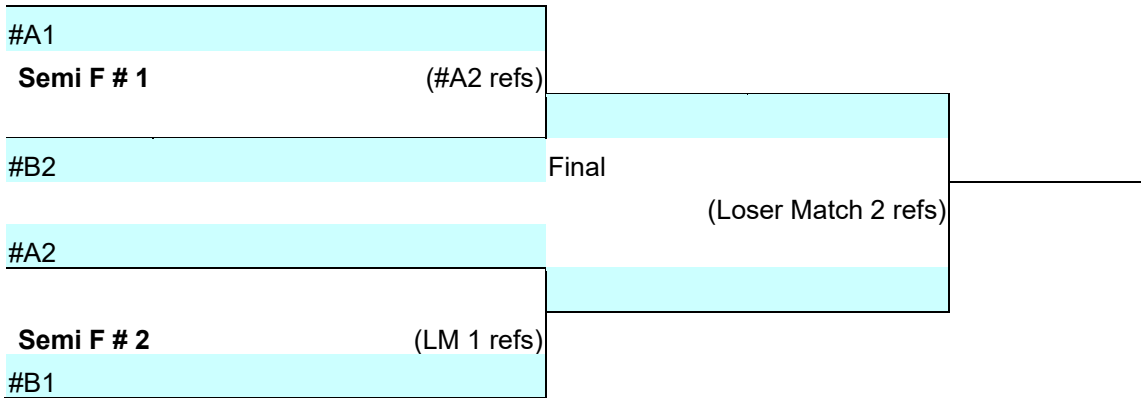 #A1
Semi F # 1 (#A2 refs)
#B2 Final
(Loser Match 2 refs)
#A2
Semi F # 2 (LM 1 refs)
#B1